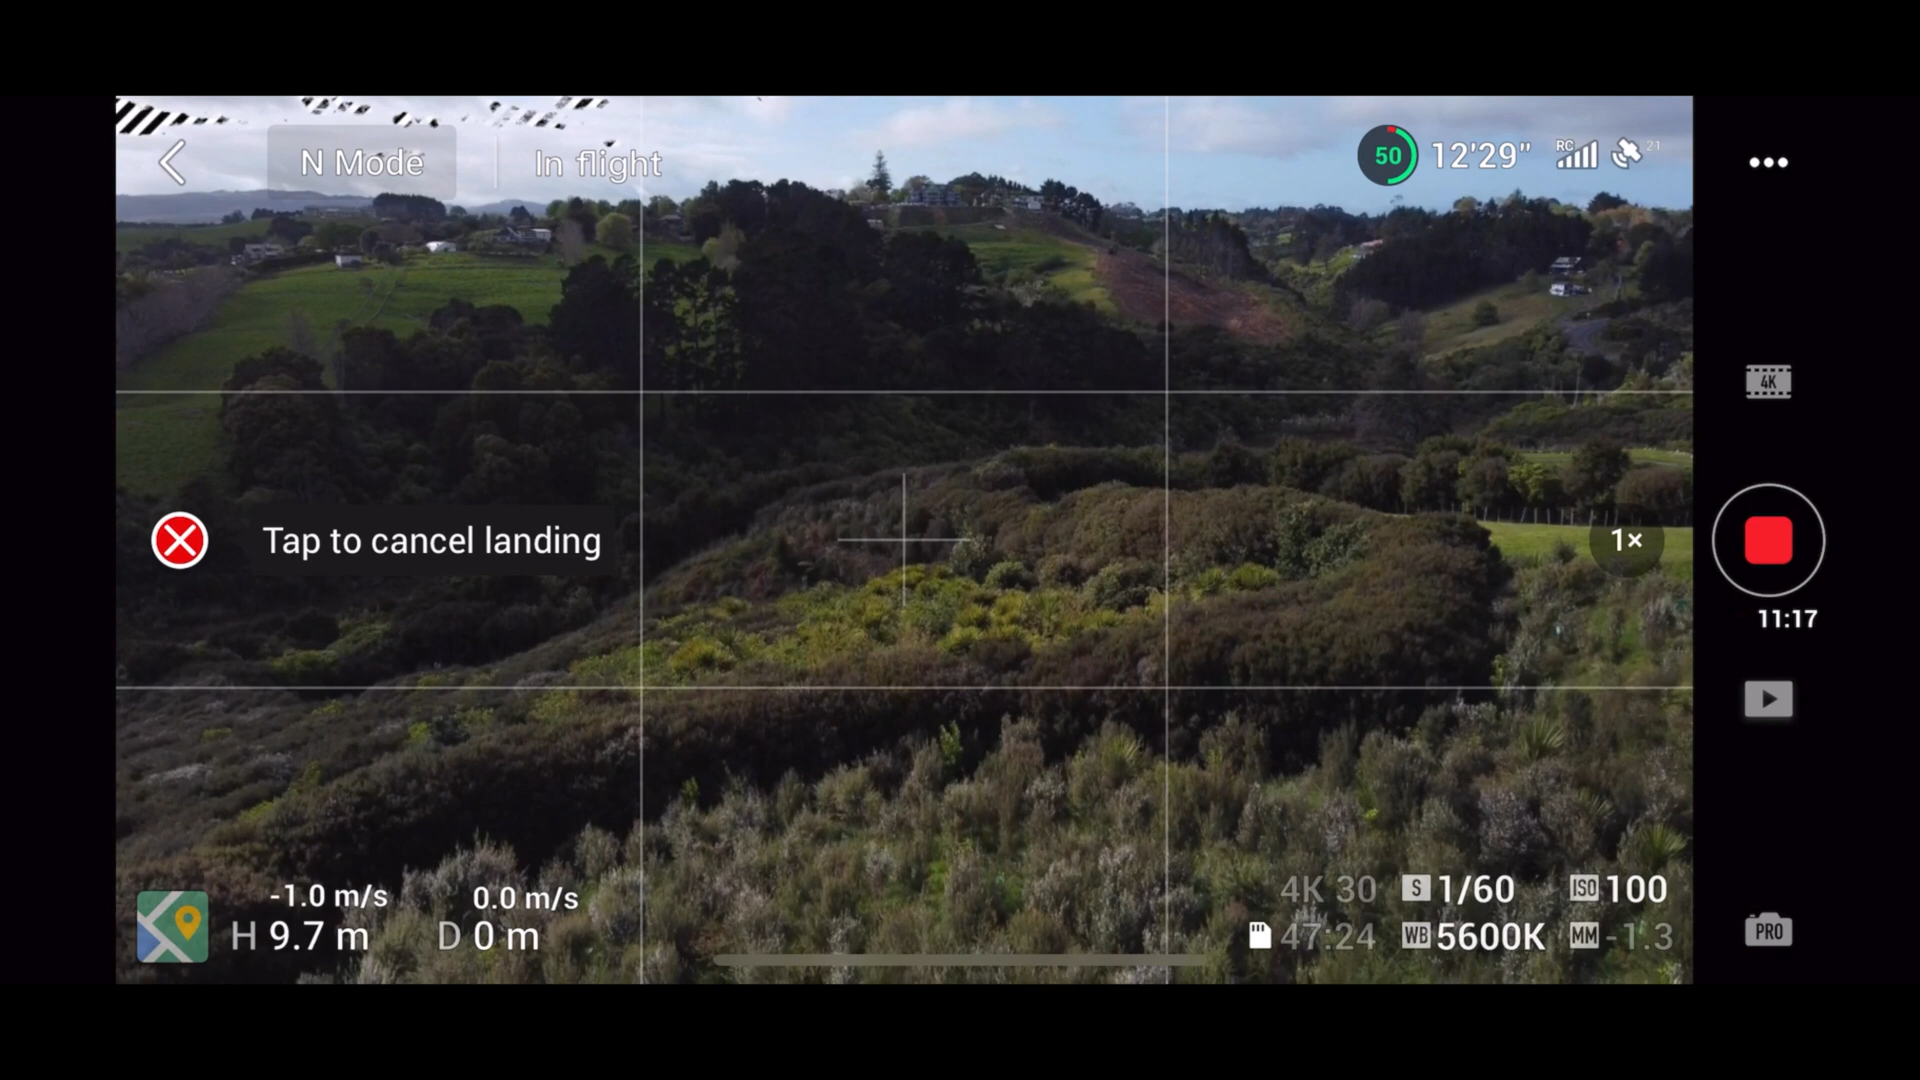 N Mode
In flight
50
12'29"
RC
21
4K
Tap to cancel landing
1×
11:17
-1.0 m/s
0.0 m/s
H 9.7 m
D 0 m
4K 30
S 1/60
ISO 100
47:24
WB 5600K
MM -1.3
PRO